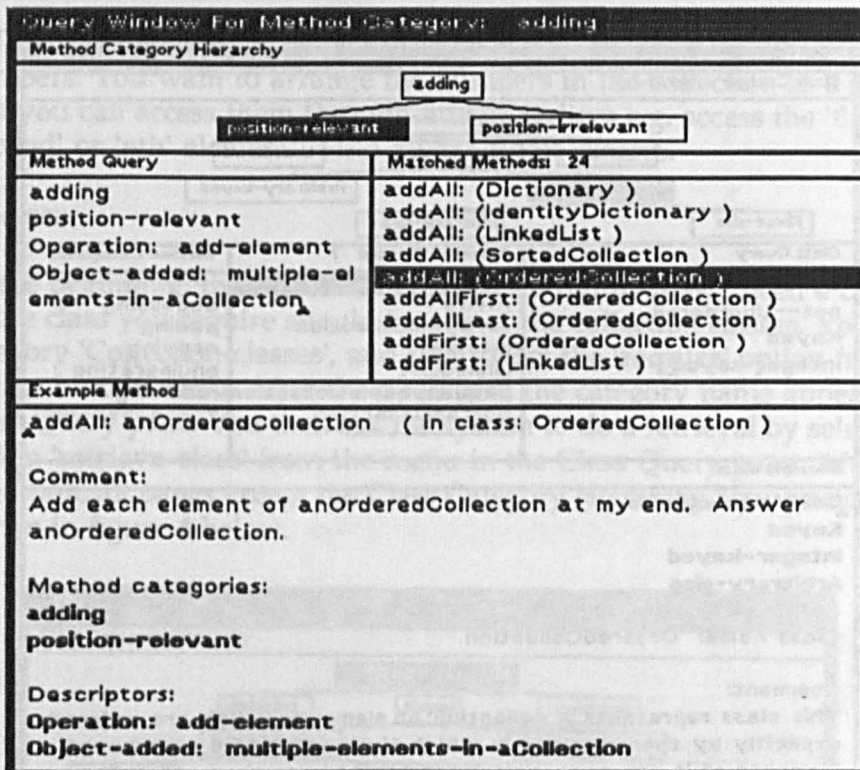 Query Window For Method Category: adding
Method Category Hierarchy
adding
position-relevant position-irrelevant
Method Query
adding
position-relevant
Operation: add-element
Object-added: multiple-el
ements-in-aCollection
Matched Methods: 24
addAll: (Dictionary )
addAll: (IdentityDictionary )
addAll: (LinkedList )
addAll: (SortedCollection )
addAll: (OrderedCollection )
addAllFirst: (OrderedCollection )
addAllLast: (OrderedCollection )
addFirst: (OrderedCollection )
addFirst: (LinkedList )
Example Method
addAll: anOrderedCollection ( in class: OrderedCollection )
Comment:
Add each element of anOrderedCollection at my end. Answer
anOrderedCollection.
Method categories:
adding
position-relevant
Descriptors:
Operation: add-element
Object-added: multiple-elements-in-aCollection